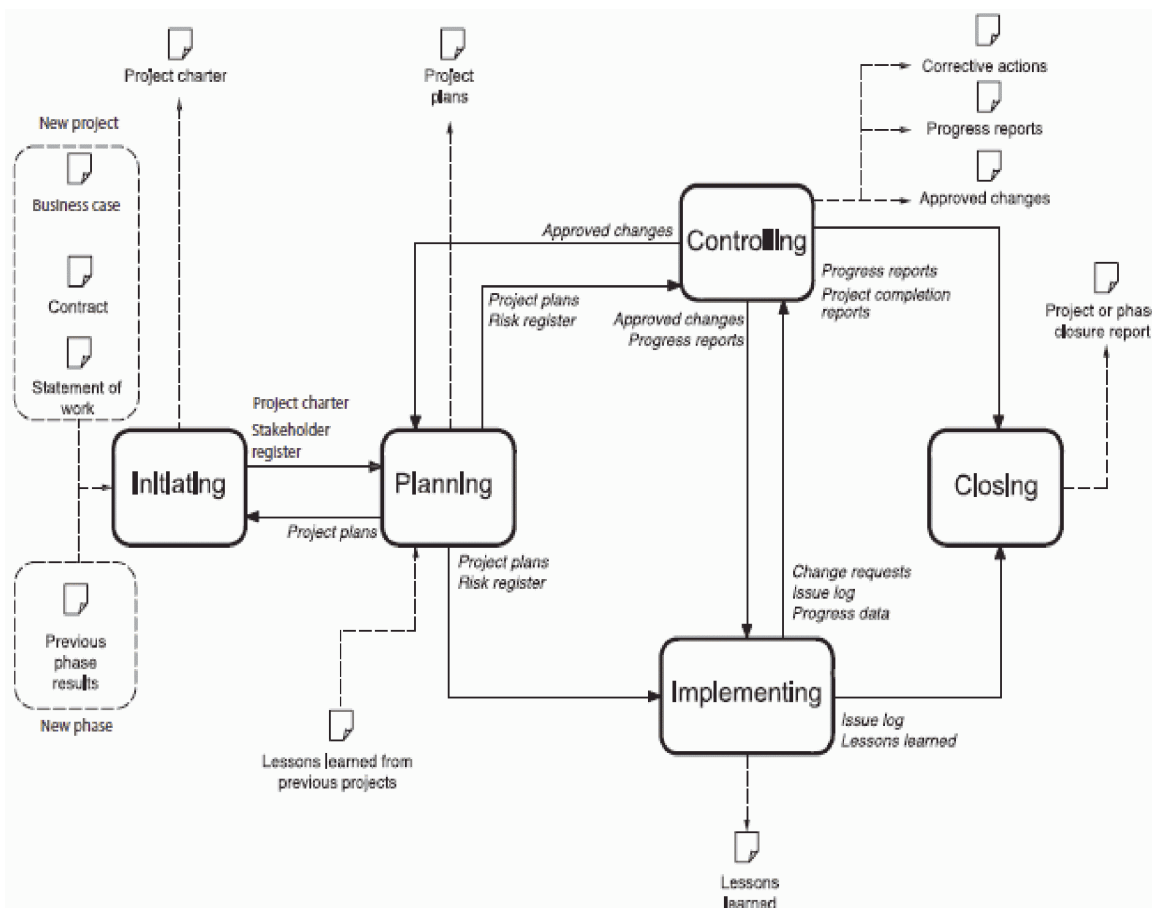 Project charter
Project
plans
Corrective actions
Progress reports
Approved changes
New project
Business case
Contract
Statement of
work
Approved changes
Controlling
Project plans
Risk register
Approved changes
Progress reports
Progress reports
Project completion
reports
Project or phase
closure report
Project charter
Stakeholder
register
Initiating
Planning
Closing
Project plans
Project plans
Risk register
Change requests
Issue log
Progress data
Previous
phase
results
New phase
Implementing
Issue log
Lessons learned
Lessons learned from
previous projects
Lessons
learned